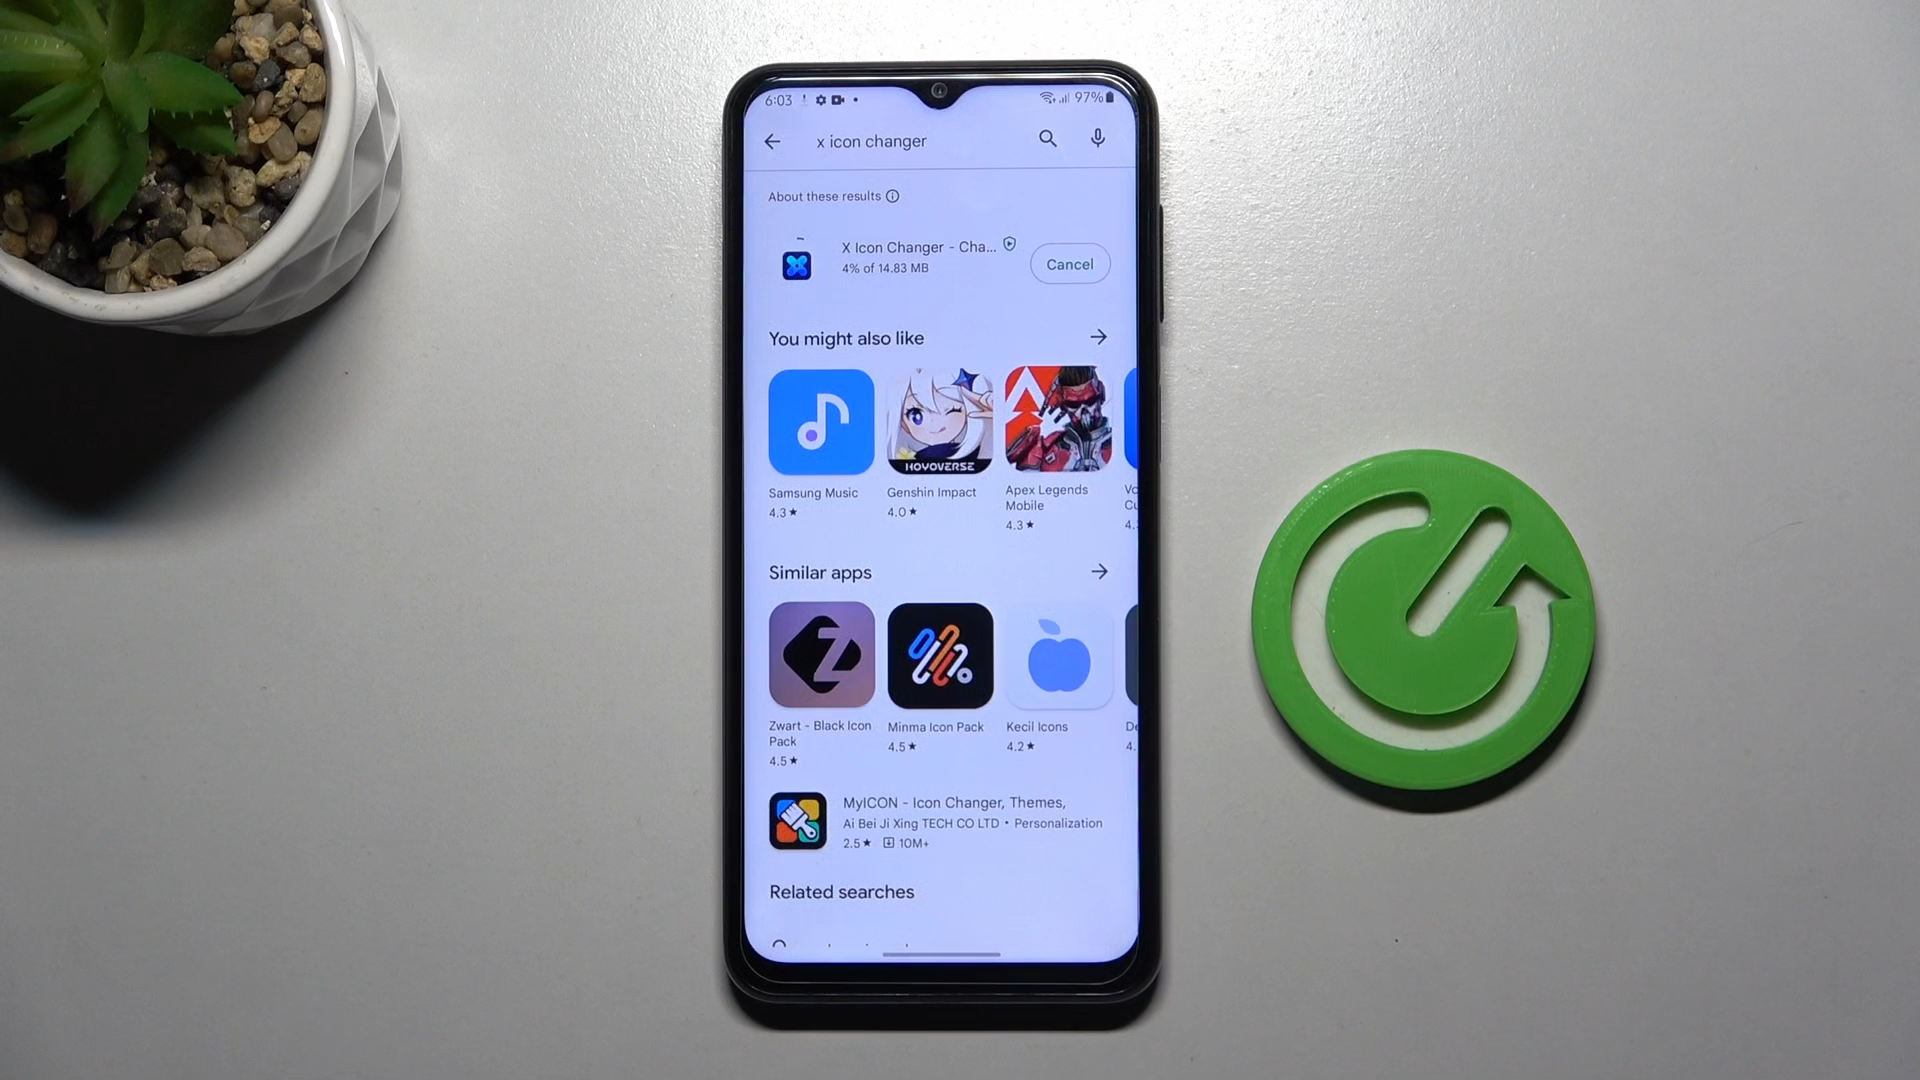 6:03 97%
x icon changer
About these results
X Icon Changer - Cha...
4% of 14.83 MB
Cancel
You might also like
HOYOVERSE
Samsung Music
4.3★
Genshin Impact
4.0★
Apex Legends
Mobile
4.3★
Similar apps
Zwart - Black Icon
Pack
4.5★
Minma Icon Pack
4.5★
Kecil Icons
4.2★
MyICON - Icon Changer, Themes,
Ai Bei Ji Xing TECH CO LTD • Personalization
2.5★ 10M+
Related searches